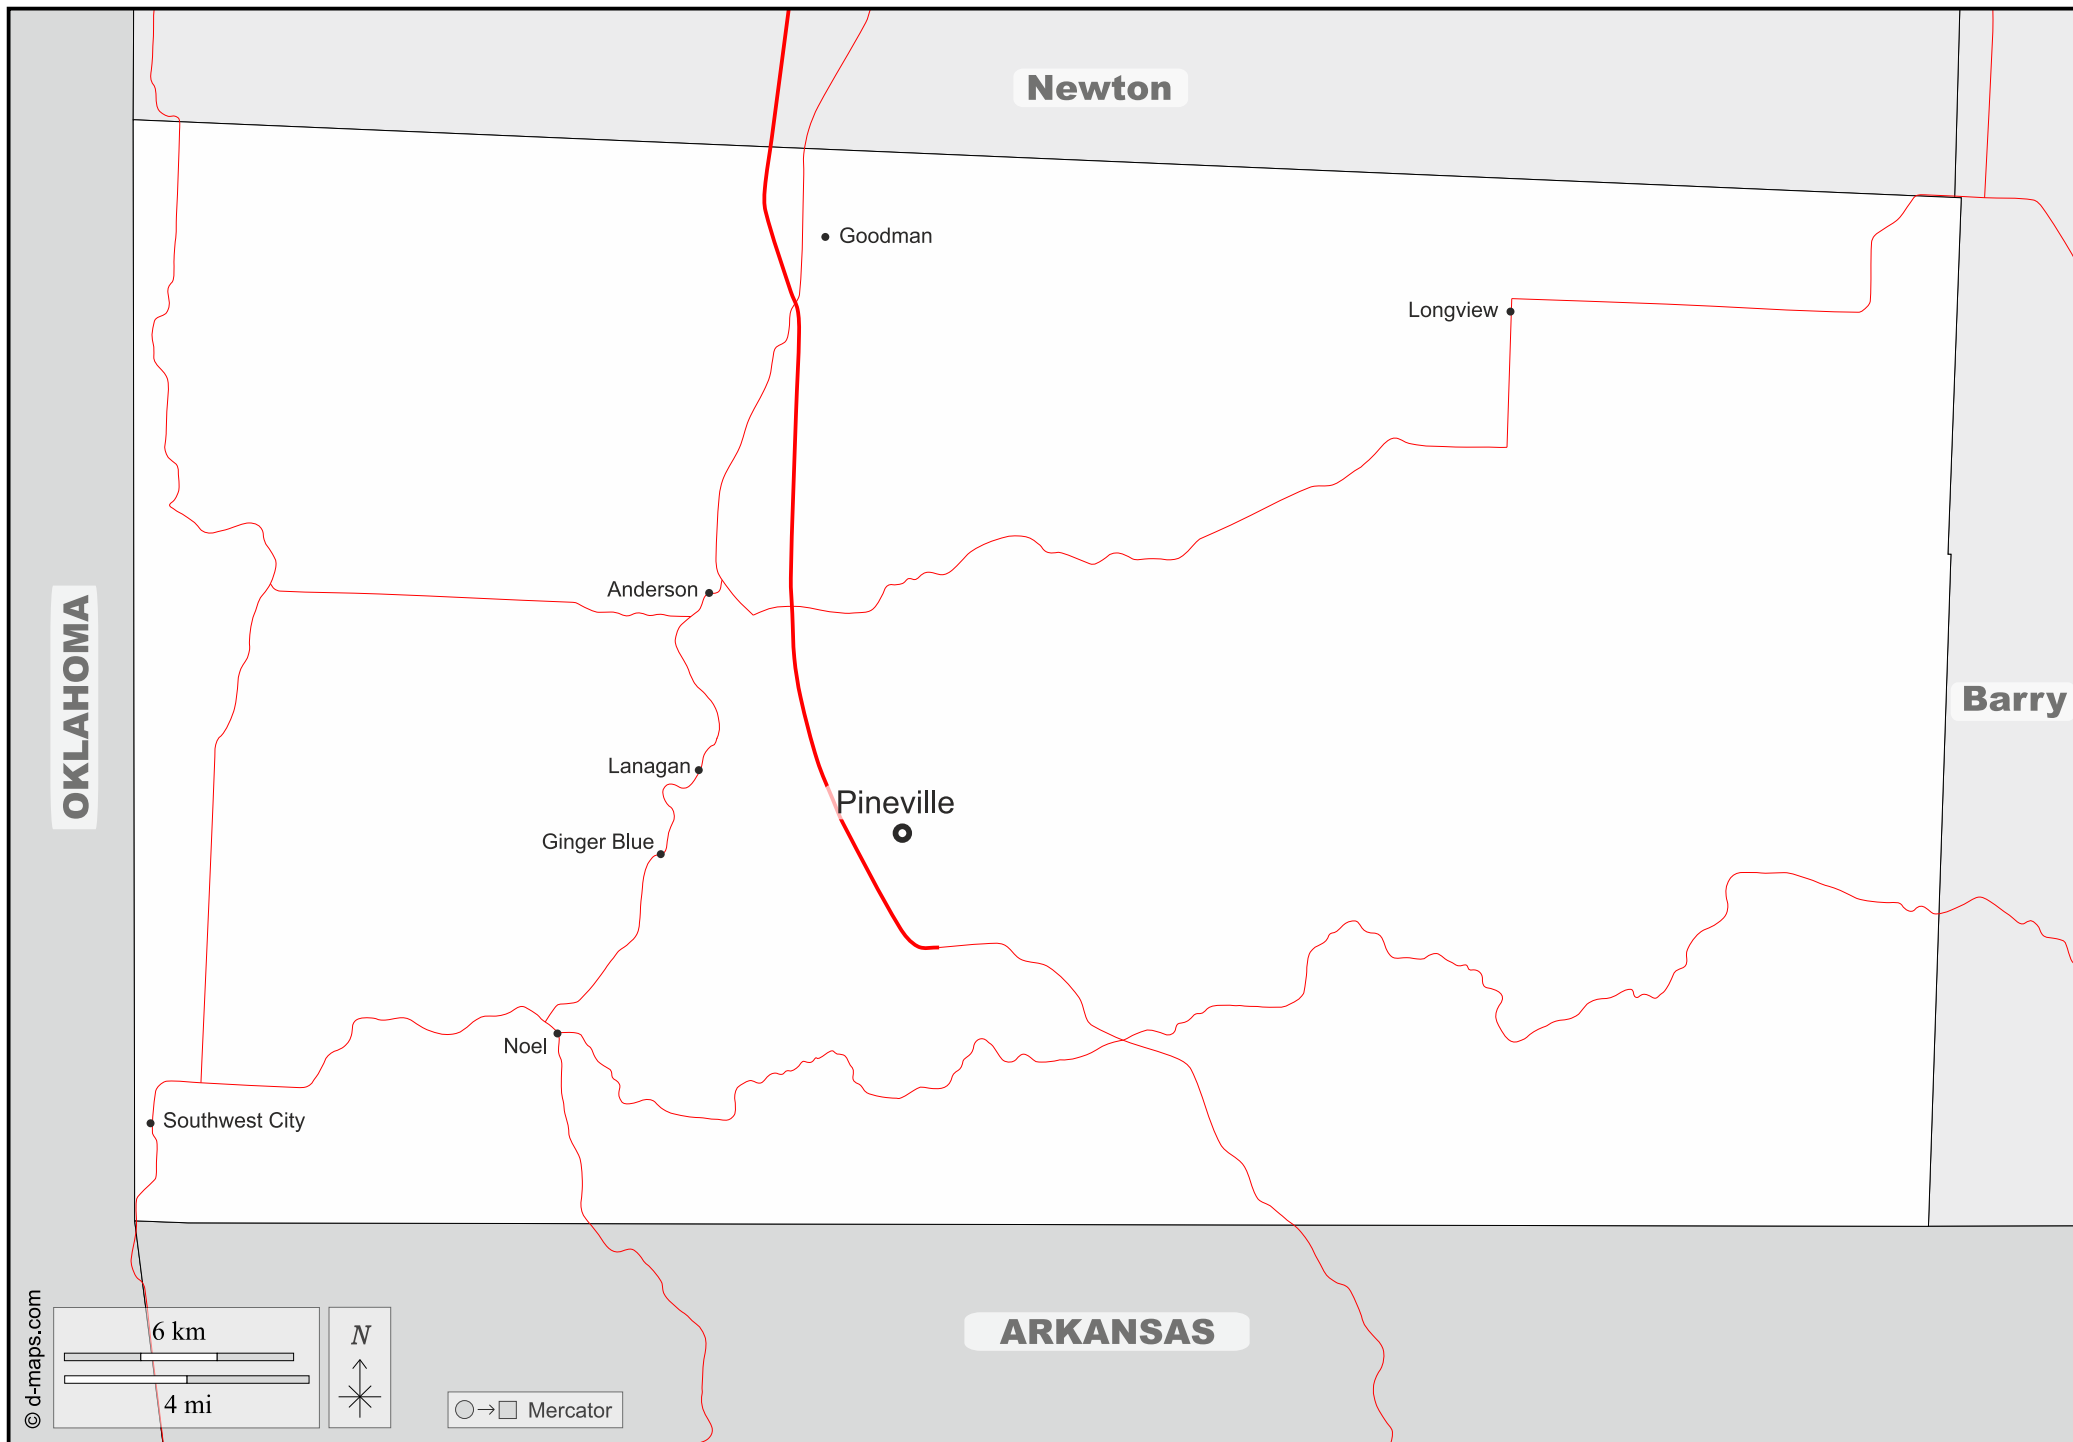 Newton
Goodman
Longview
OKLAHOMA
Anderson
Barry
Lanagan
Pineville
Ginger Blue
Noel
Southwest City
© d-maps.com
6 km
4 mi
N
Mercator
ARKANSAS